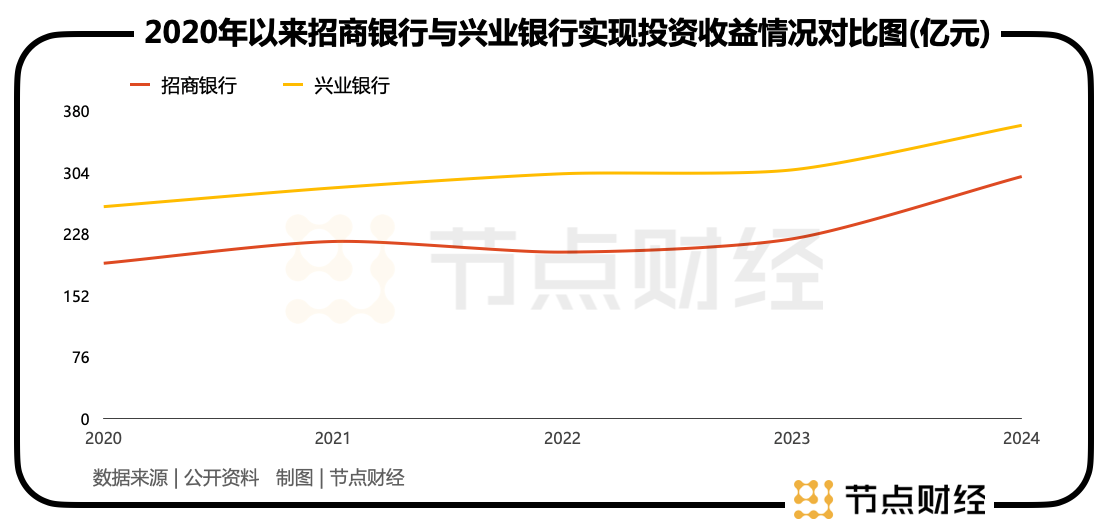 2020年以来招商银行与兴业银行实现投资收益情况对比图(亿元)
招商银行 兴业银行
380
304
228
152
76
0
2020 2021 2022 2023 2024
节点财经
数据来源 | 公开资料 制图 | 节点财经
节点财经